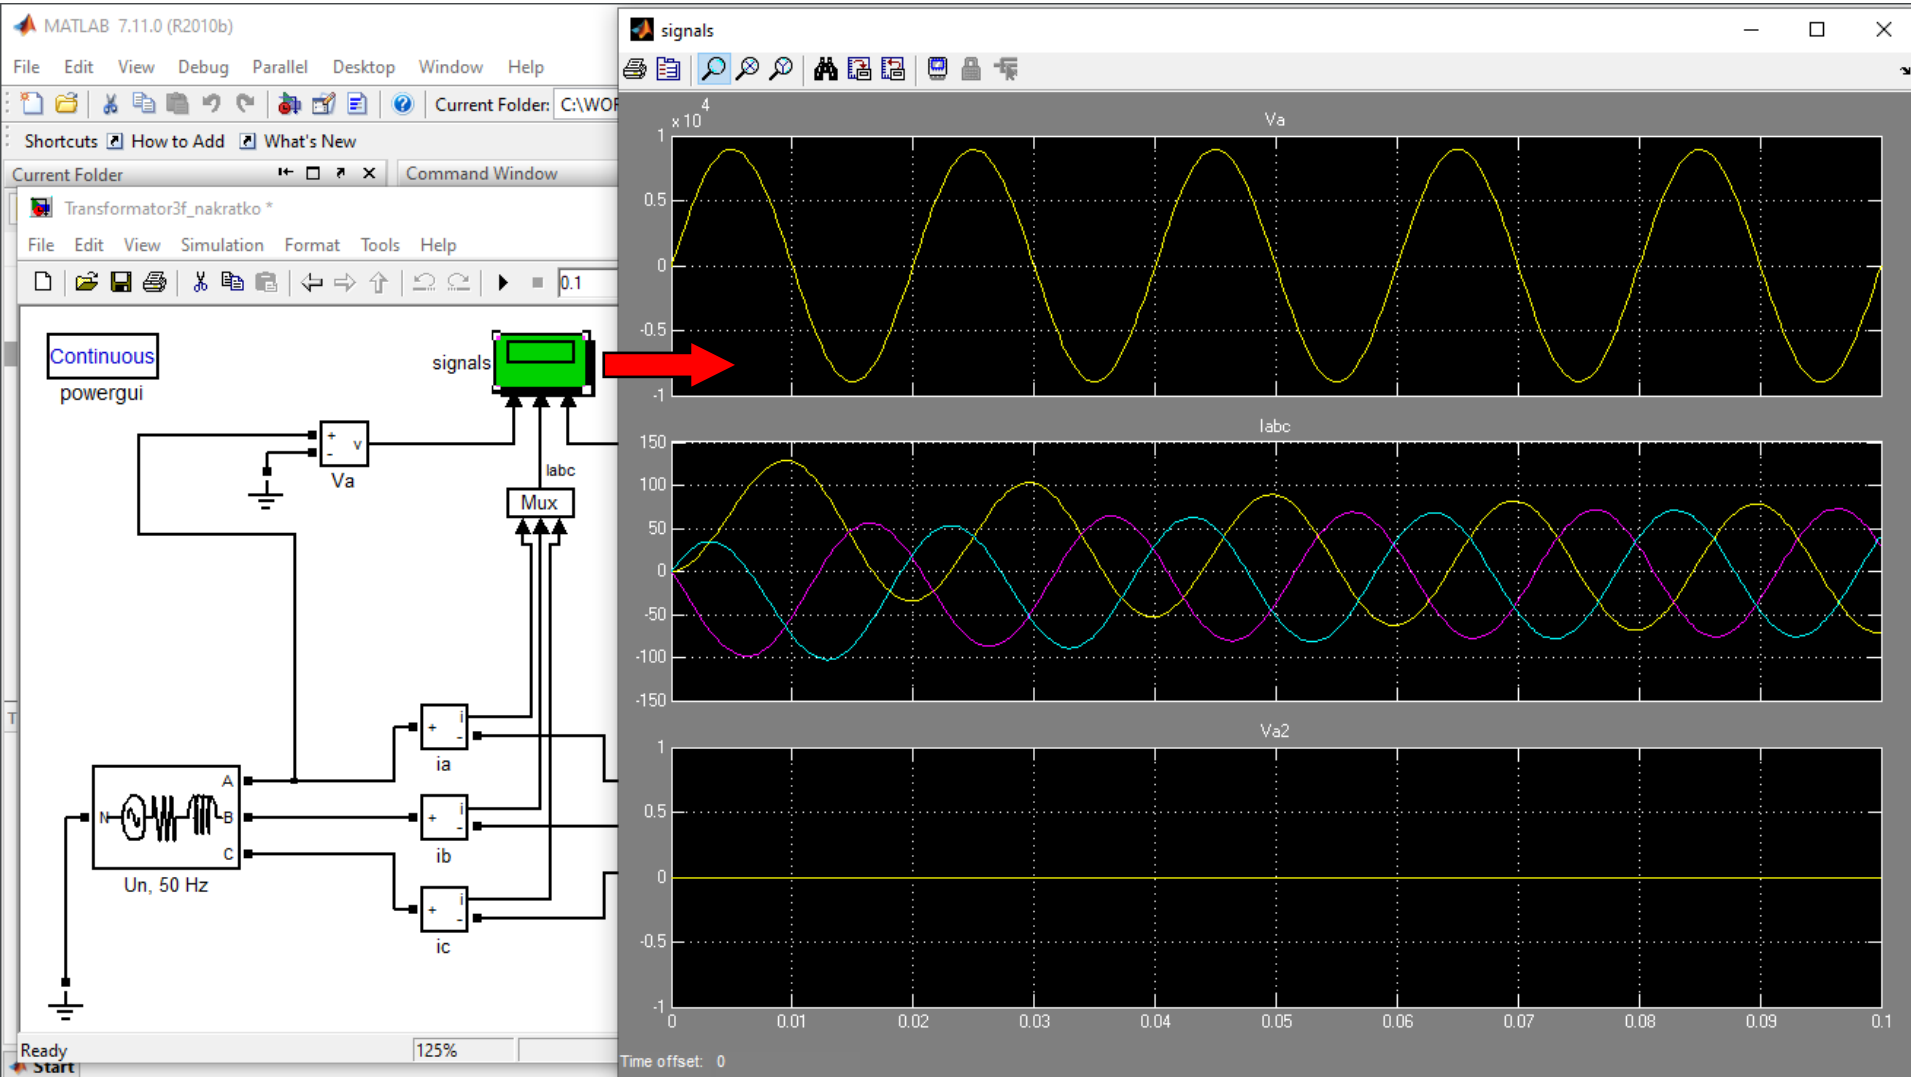 MATLAB 7.11.0 (R2010b)
File Edit View Debug Parallel Desktop Window Help
Current Folder: C:\WOR
Shortcuts How to Add What's New
Current Folder
Command Window
Transformator3f_nakratko *
File Edit View Simulation Format Tools Help
0.1
Continuous
powergui
signals
+ v
-
Va
Iabc
Mux
+ i
-
ia
A
N B
C
+ i
-
ib
Un, 50 Hz
+ i
-
ic
T
Ready
125%
Start
signals
x 10 4
Va
1
0.5
0
-0.5
-1
Iabc
150
100
50
0
-50
-100
-150
Va2
1
0.5
0
-0.5
-1
0 0.01 0.02 0.03 0.04 0.05 0.06 0.07 0.08 0.09 0.1
Time offset: 0